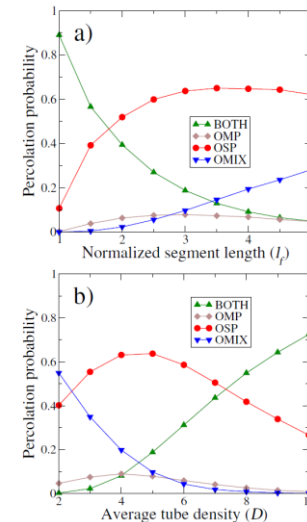 Percolation probability
a)
1
0.8
0.6
0.4
0.2
0
BOTH
OMP
OSP
OMIX
1 2 3 4
Normalized segment length (l_f)
Percolation probability
b)
1
0.8
0.6
0.4
0.2
0
BOTH
OMP
OSP
OMIX
2 4 6 8
Average tube density (D)